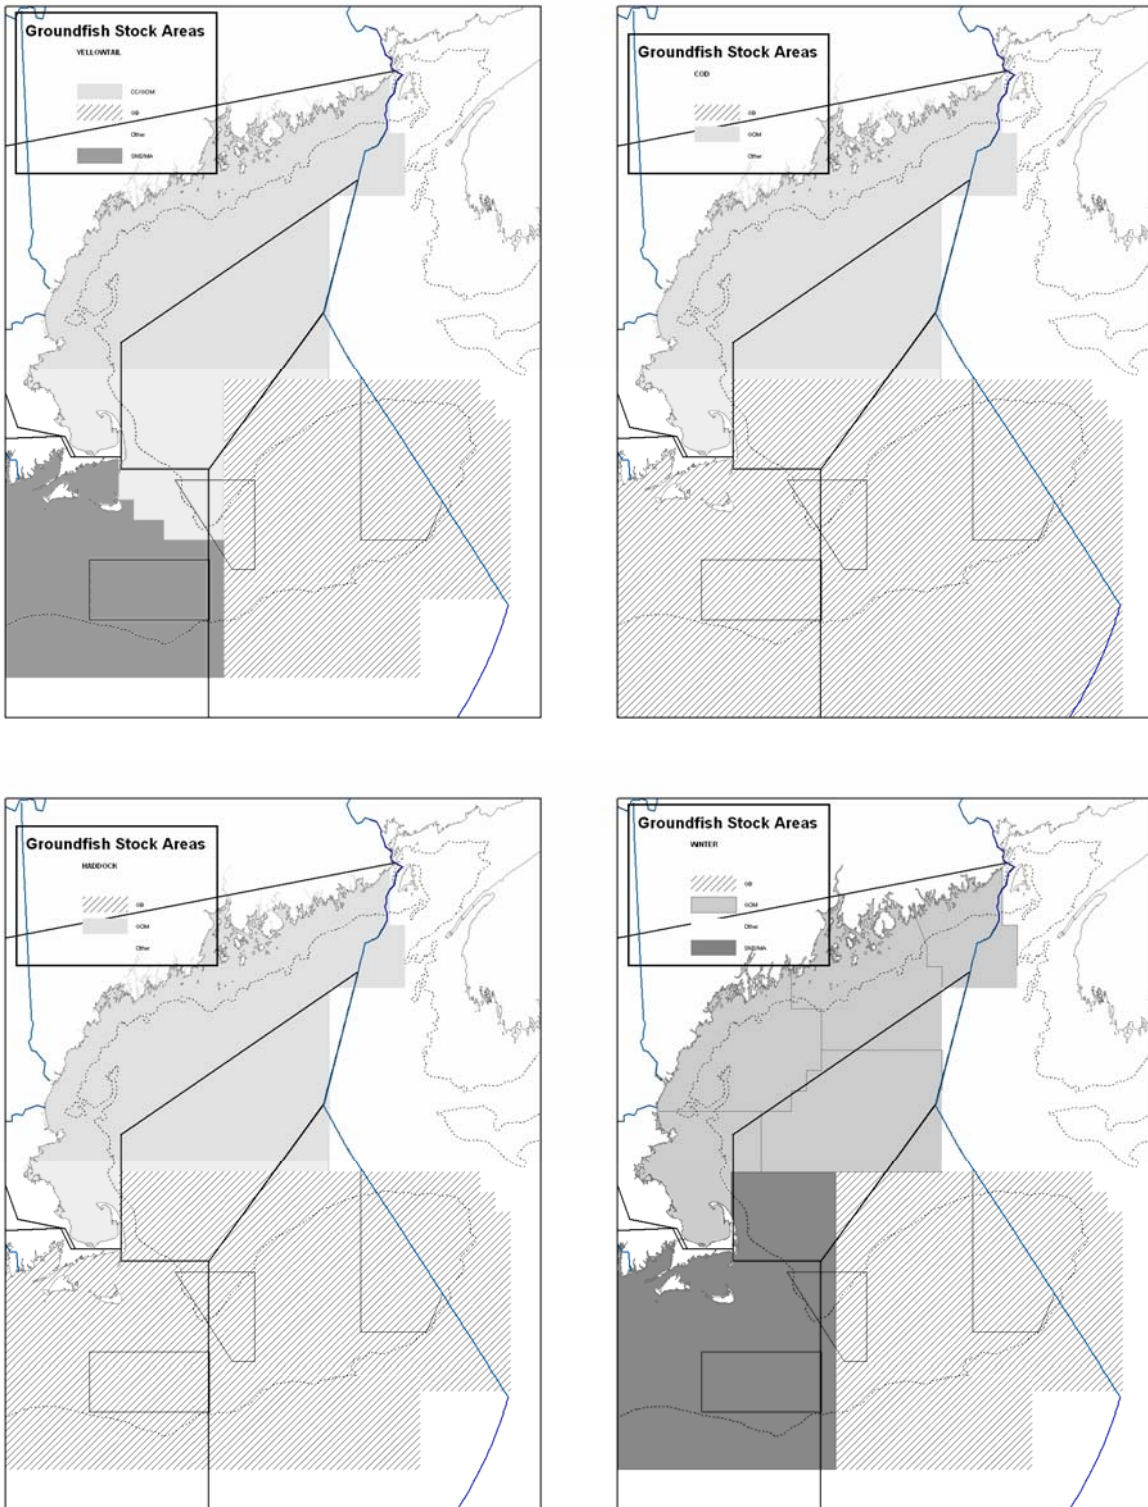 Groundfish Stock Areas
YELLOWTAIL
CC/GOM
GB
Other
SNE/MA
Groundfish Stock Areas
COD
GB
GOM
Other
Groundfish Stock Areas
HADDOCK
GB
GOM
Other
Groundfish Stock Areas
WINTER
GB
GOM
Other
SNE/MA